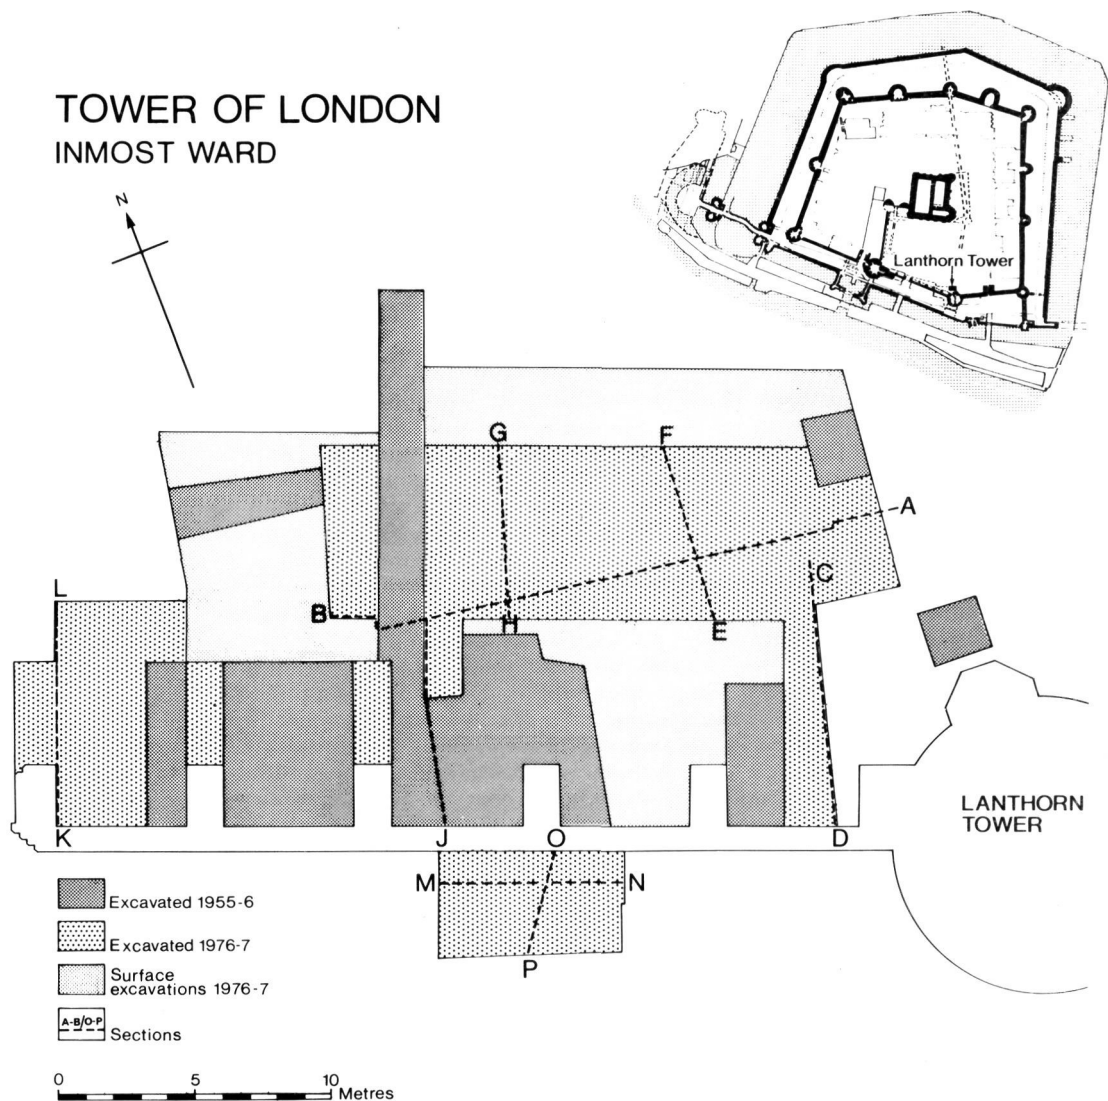 TOWER OF LONDON
INMOST WARD
N
Lanthorn Tower
G
F
A
C
L
B
H
E
LANTHORN
TOWER
K
J
O
D
M
N
P
Excavated 1955-6
Excavated 1976-7
Surface
excavations 1976-7
A-B/O-P
Sections
0 5 10
Metres